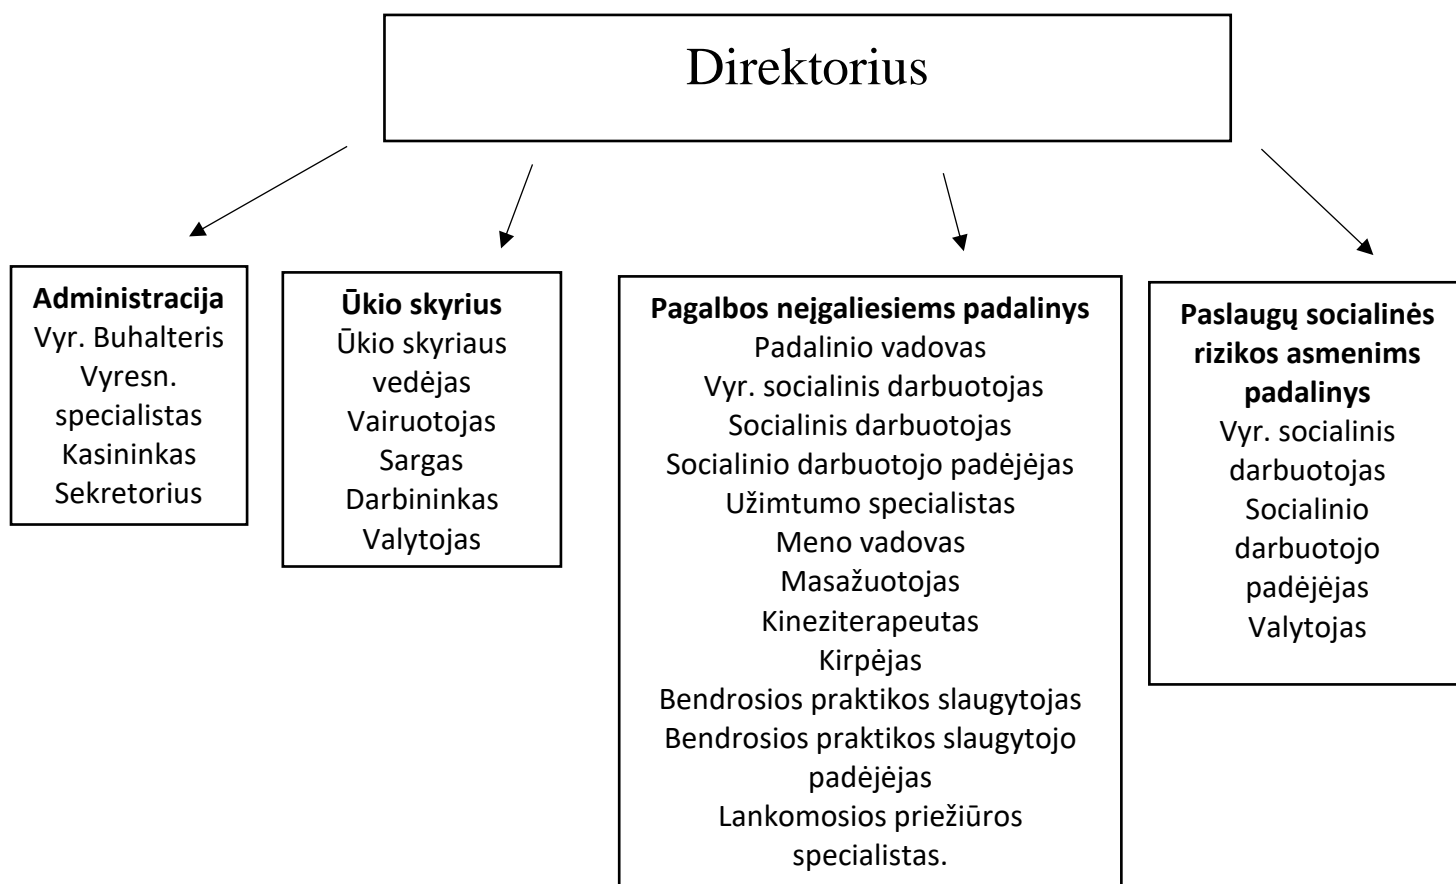 Direktorius
Administracija
Vyr. Buhalteris
Vyresn.
specialistas
Kasininkas
Sekretorius
Ūkio skyrius
Ūkio skyriaus
vedėjas
Vairuotojas
Sargas
Darbininkas
Valytojas
Pagalbos neįgaliesiems padalinys
Padalinio vadovas
Vyr. socialinis darbuotojas
Socialinis darbuotojas
Socialinio darbuotojo padėjėjas
Užimtumo specialistas
Meno vadovas
Masažuotojas
Kineziterapeutas
Kirpėjas
Bendrosios praktikos slaugytojas
Bendrosios praktikos slaugytojo
padėjėjas
Lankomosios priežiūros
specialistas.
Paslaugų socialinės
rizikos asmenims
padalinys
Vyr. socialinis
darbuotojas
Socialinio
darbuotojo
padėjėjas
Valytojas